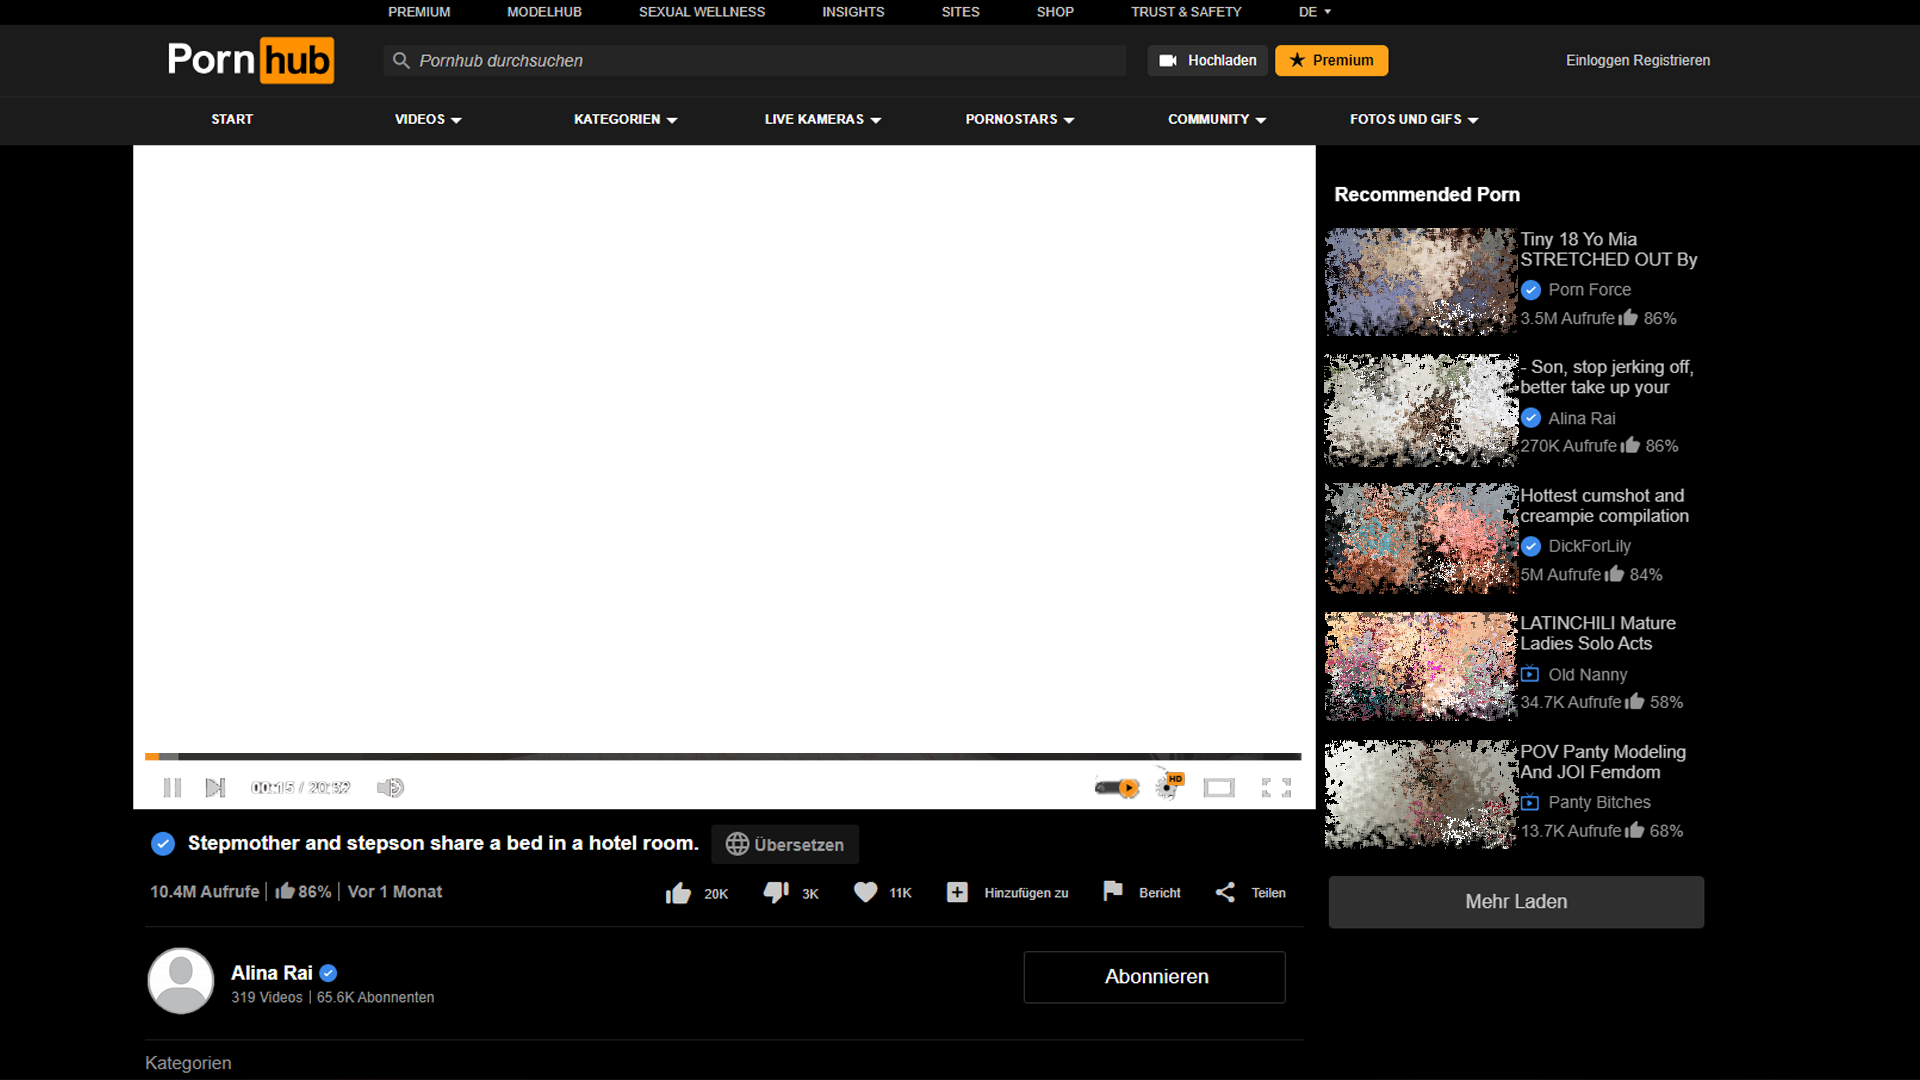 PREMIUM MODELHUB SEXUAL WELLNESS INSIGHTS SITES SHOP TRUST & SAFETY DE
Pornhub
Pornhub durchsuchen
Hochladen
Premium
Einloggen Registrieren
START VIDEOS KATEGORIEN LIVE KAMERAS PORNOSTARS COMMUNITY FOTOS UND GIFS
00:15 / 20:32
HD
Stepmother and stepson share a bed in a hotel room.
Übersetzen
10.4M Aufrufe | 86% | Vor 1 Monat
20K 3K 11K Hinzufügen zu Bericht Teilen
Alina Rai
319 Videos | 65.6K Abonnenten
Abonnieren
Kategorien
Recommended Porn
Tiny 18 Yo Mia
STRETCHED OUT By
Porn Force
3.5M Aufrufe 86%
- Son, stop jerking off,
better take up your
Alina Rai
270K Aufrufe 86%
Hottest cumshot and
creampie compilation
DickForLily
5M Aufrufe 84%
LATINCHILI Mature
Ladies Solo Acts
Old Nanny
34.7K Aufrufe 58%
POV Panty Modeling
And JOI Femdom
Panty Bitches
13.7K Aufrufe 68%
Mehr Laden